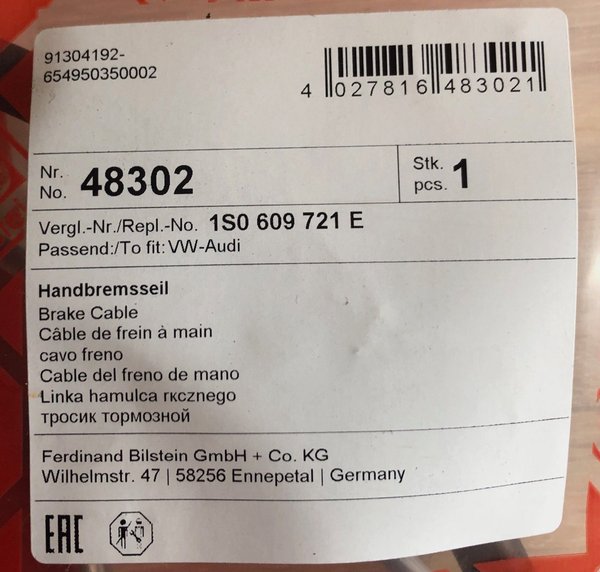 91304192-
654950350002
4 027816 483021
Nr.
No. 48302
Stk.
pcs. 1
Vergl.-Nr./Repl.-No. 1S0 609 721 E
Passend:/To fit: VW-Audi
Handbremsseil
Brake Cable
Câble de frein à main
cavo freno
Cable del freno de mano
Linka hamulca rкcznego
тросик тормозной
Ferdinand Bilstein GmbH + Co. KG
Wilhelmstr. 47 | 58256 Ennepetal | Germany
EAC